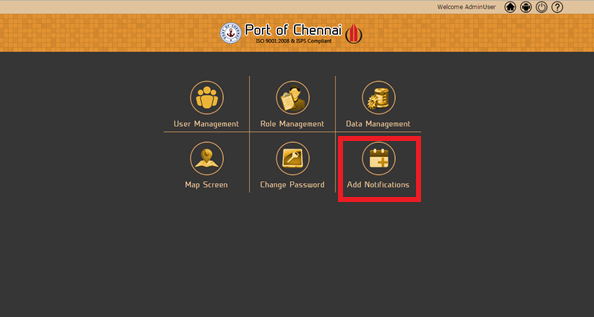 Welcome AdminUser
Port of Chennai
ISO 9001:2008 & ISPS Compliant
User Management
Role Management
Data Management
Map Screen
Change Password
Add Notifications